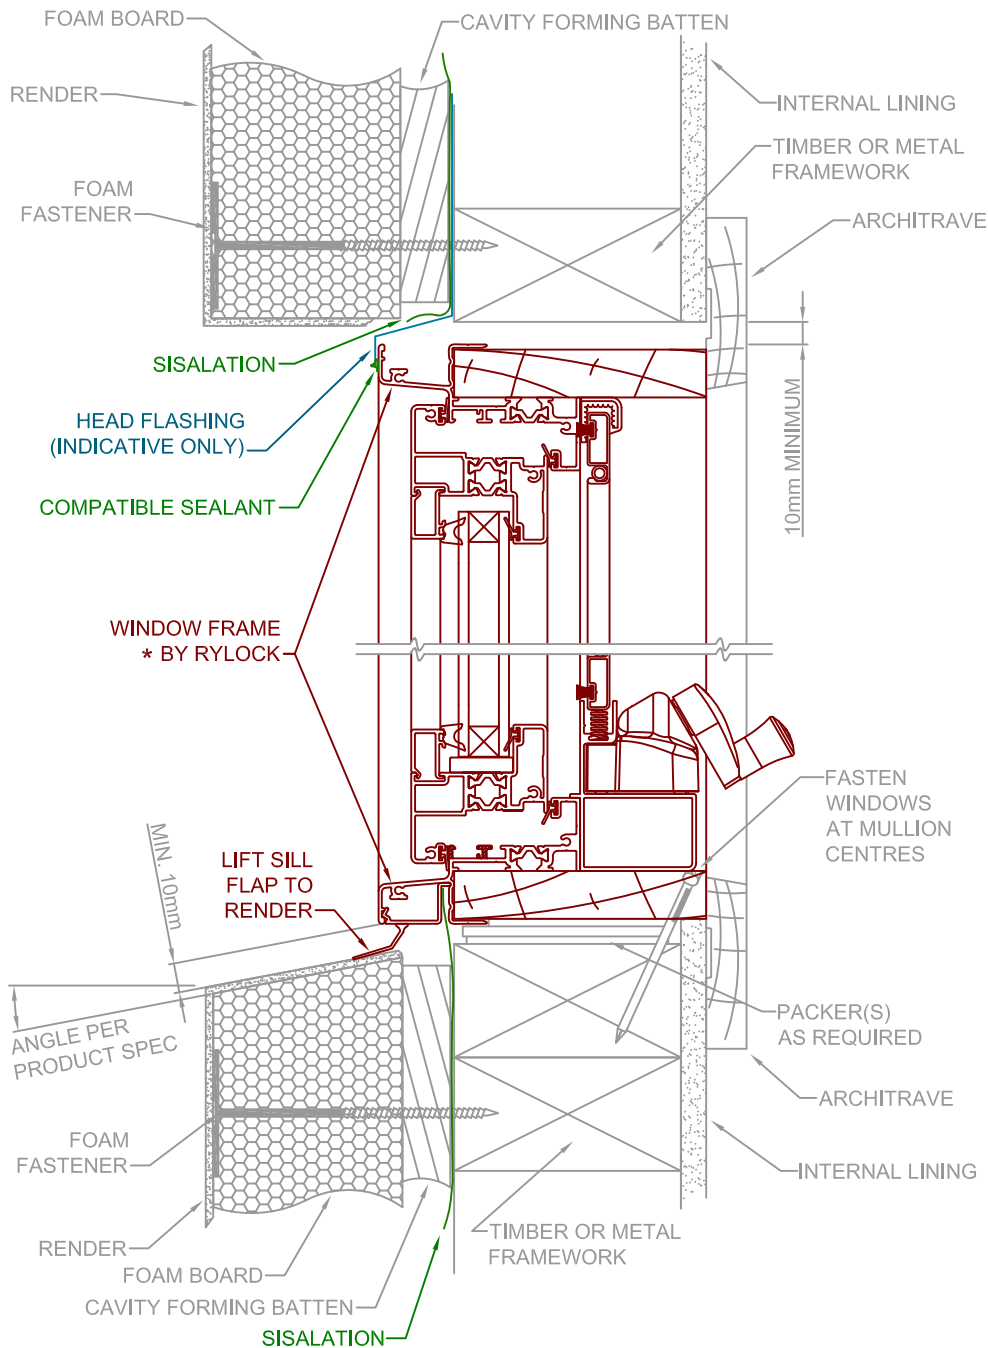 FOAM BOARD
CAVITY FORMING BATTEN
RENDER
INTERNAL LINING
TIMBER OR METAL
FRAMEWORK
FOAM
FASTENER
ARCHITRAVE
SISALATION
HEAD FLASHING
(INDICATIVE ONLY)
10mm MINIMUM
COMPATIBLE SEALANT
WINDOW FRAME
* BY RYLOCK
FASTEN
WINDOWS
AT MULLION
CENTRES
MIN. 10mm
LIFT SILL
FLAP TO
RENDER
ANGLE PER
PRODUCT SPEC
PACKER(S)
AS REQUIRED
ARCHITRAVE
FOAM
FASTENER
INTERNAL LINING
RENDER
TIMBER OR METAL
FRAMEWORK
FOAM BOARD
CAVITY FORMING BATTEN
SISALATION